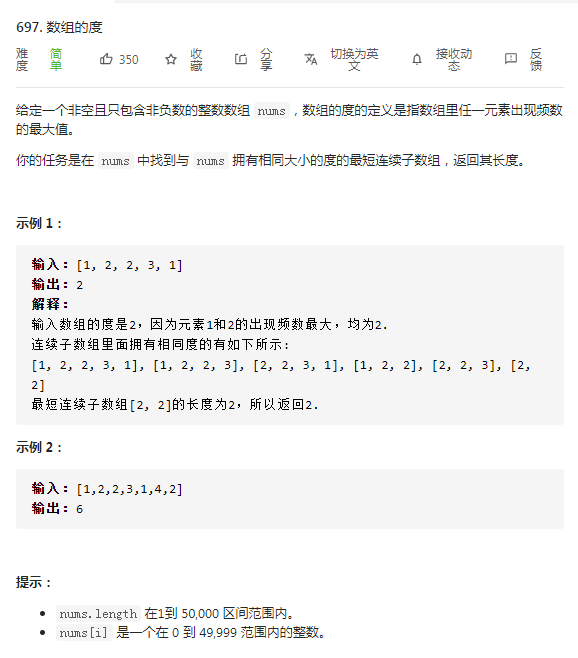 697. 数组的度
难度 简单 350 收藏 分享 切换为英文 接收动态 反馈
给定一个非空且只包含非负数的整数数组 nums，数组的度的定义是指数组里任一元素出现频数
的最大值。
你的任务是在 nums 中找到与 nums 拥有相同大小的度的最短连续子数组，返回其长度。
示例 1：
输入：[1, 2, 2, 3, 1]
输出：2
解释：
输入数组的度是2，因为元素1和2的出现频数最大，均为2.
连续子数组里面拥有相同度的有如下所示:
[1, 2, 2, 3, 1], [1, 2, 2, 3], [2, 2, 3, 1], [1, 2, 2], [2, 2, 3], [2,
2]
最短连续子数组[2, 2]的长度为2，所以返回2.
示例 2：
输入：[1,2,2,3,1,4,2]
输出：6
提示：
nums.length 在1到 50,000 区间范围内。
nums[i] 是一个在 0 到 49,999 范围内的整数。